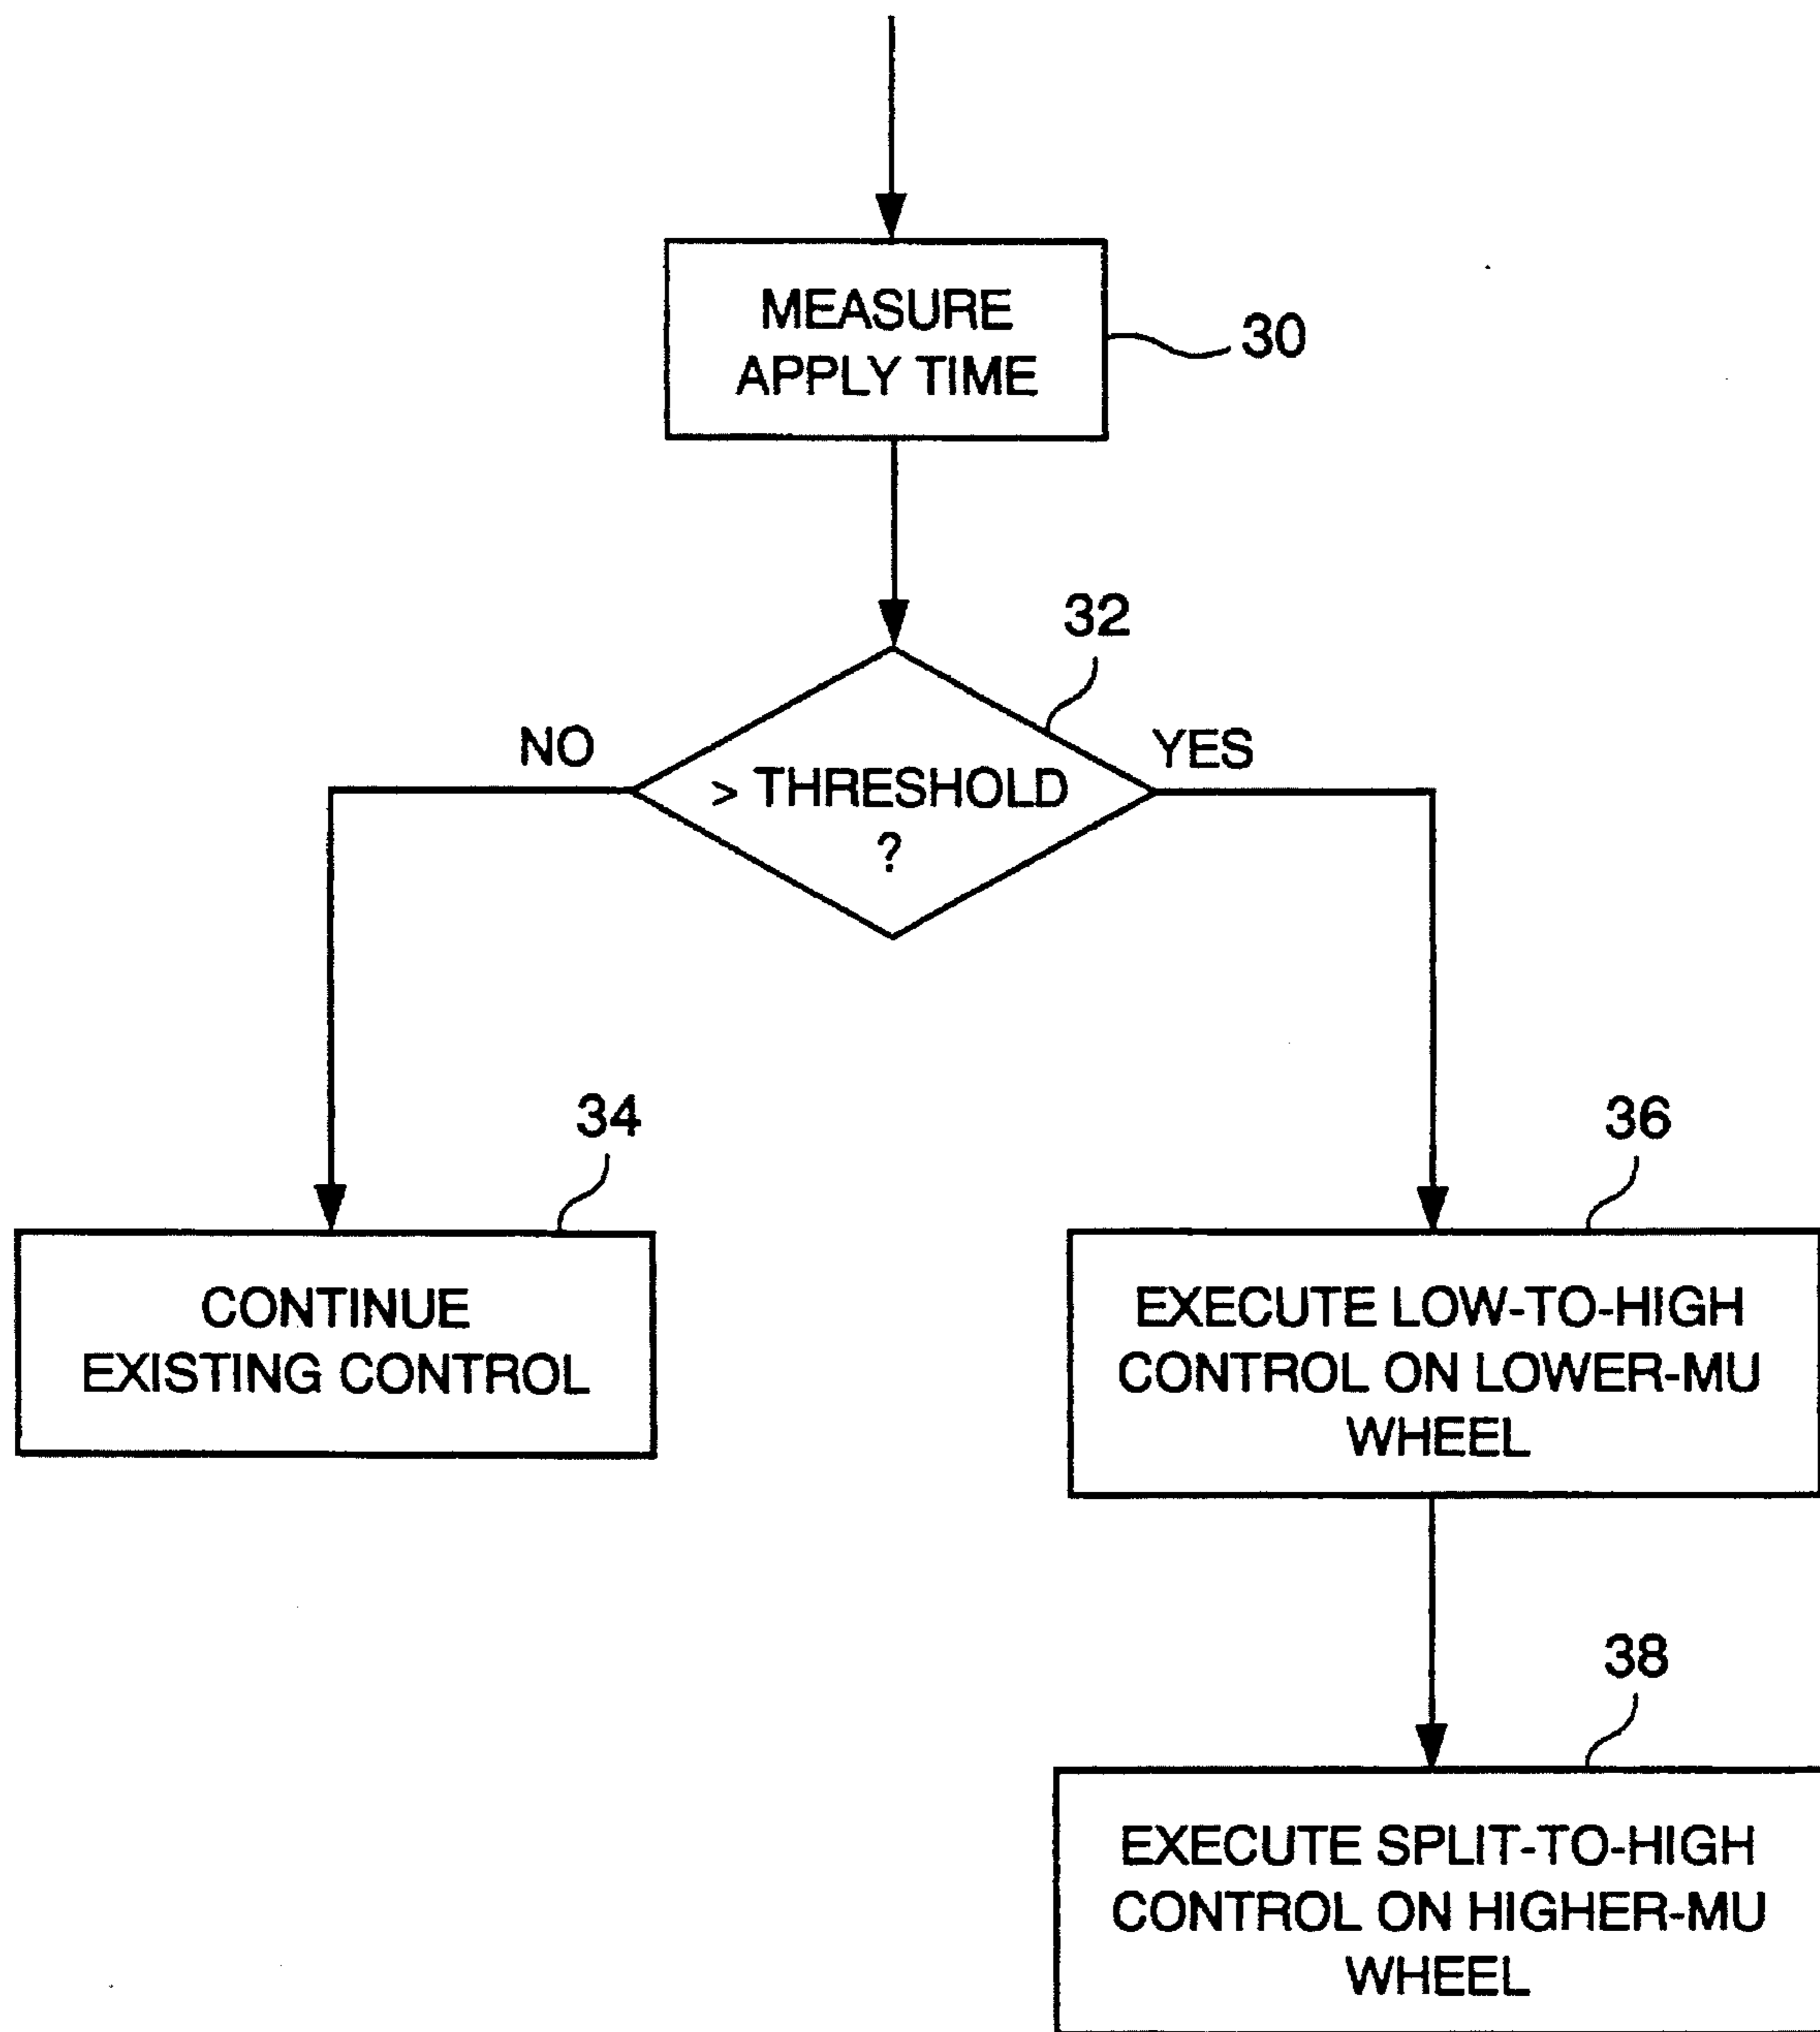 MEASURE
APPLY TIME
30
32
NO
YES
> THRESHOLD
?
34
36
CONTINUE
EXISTING CONTROL
EXECUTE LOW-TO-HIGH
CONTROL ON LOWER-MU
WHEEL
38
EXECUTE SPLIT-TO-HIGH
CONTROL ON HIGHER-MU
WHEEL